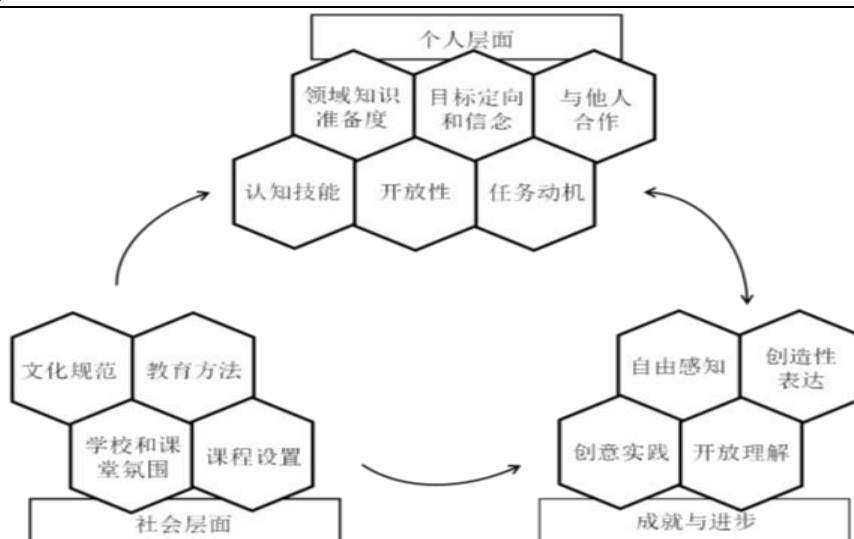 个人层面
领域知识
准备度
目标定向
和信念
与他人
合作
认知技能
开放性
任务动机
文化规范
教育方法
学校和课
堂氛围
课程设置
社会层面
自由感知
创造性
表达
创意实践
开放理解
成就与进步